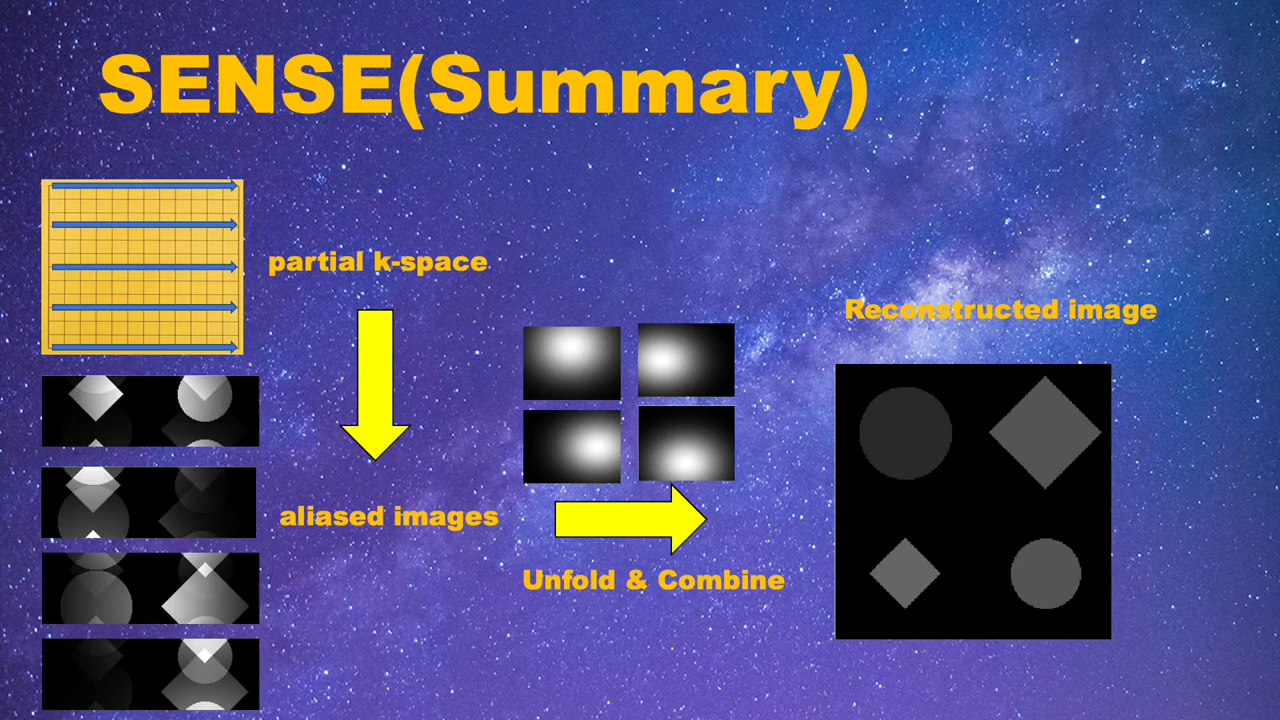 SENSE(Summary)
partial k-space
Reconstructed image
aliased images
Unfold & Combine